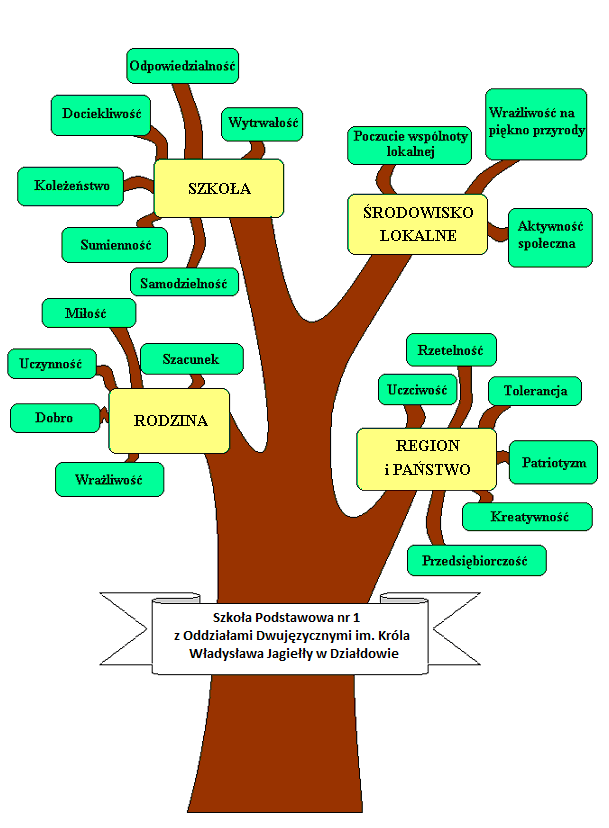 Odpowiedzialność
Dociekliwość
Wytrwałość
Koleżeństwo
SZKOŁA
Sumienność
Samodzielność
Wrażliwość na
piękno przyrody
Poczucie wspólnoty
lokalnej
ŚRODOWISKO
LOKALNE
Aktywność
społeczna
Miłość
Uczynność
Szacunek
Dobro
RODZINA
Wrażliwość
Rzetelność
Uczciwość
Tolerancja
REGION
i PAŃSTWO
Patriotyzm
Kreatywność
Przedsiębiorczość
Szkoła Podstawowa nr 1
z Oddziałami Dwujęzycznymi im. Króla
Władysława Jagiełły w Działdowie